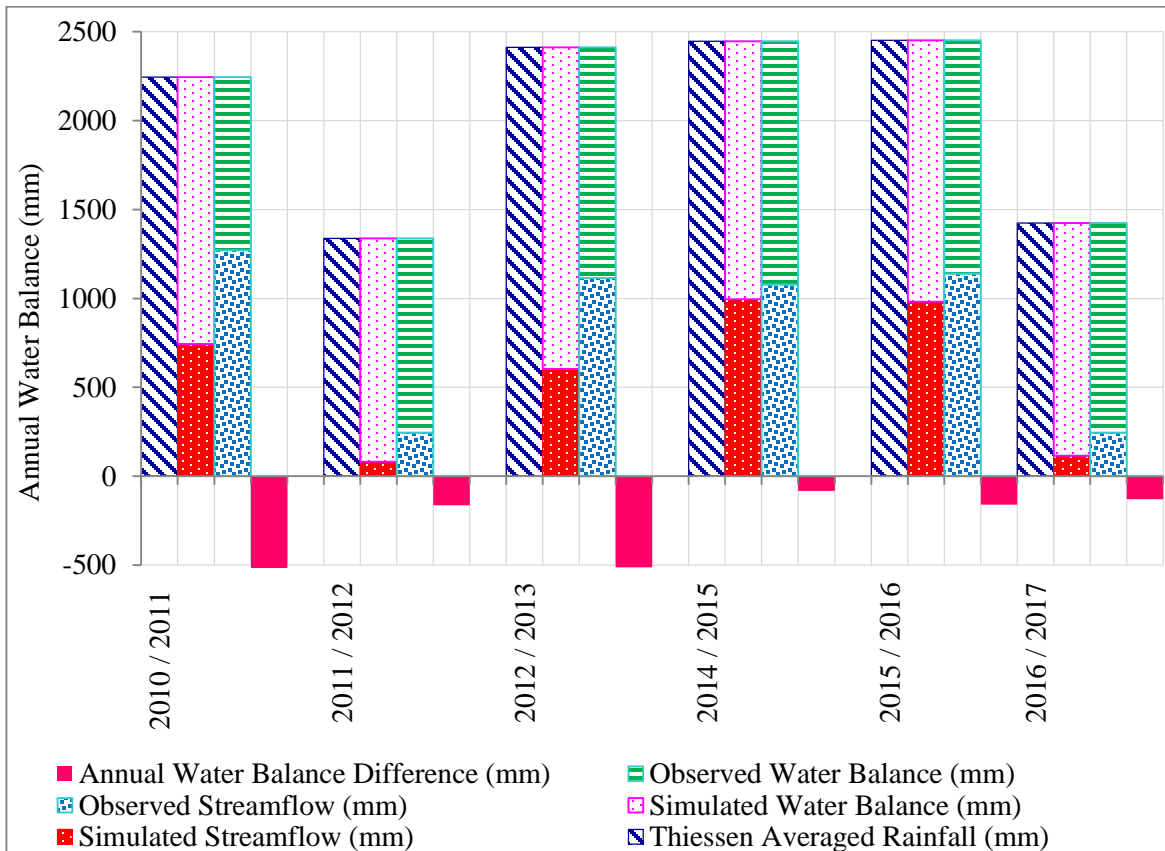 Annual Water Balance (mm)
2500
2000
1500
1000
500
0
-500
2010 / 2011
2011 / 2012
2012 / 2013
2014 / 2015
2015 / 2016
2016 / 2017
Annual Water Balance Difference (mm)
Observed Water Balance (mm)
Observed Streamflow (mm)
Simulated Water Balance (mm)
Simulated Streamflow (mm)
Thiessen Averaged Rainfall (mm)